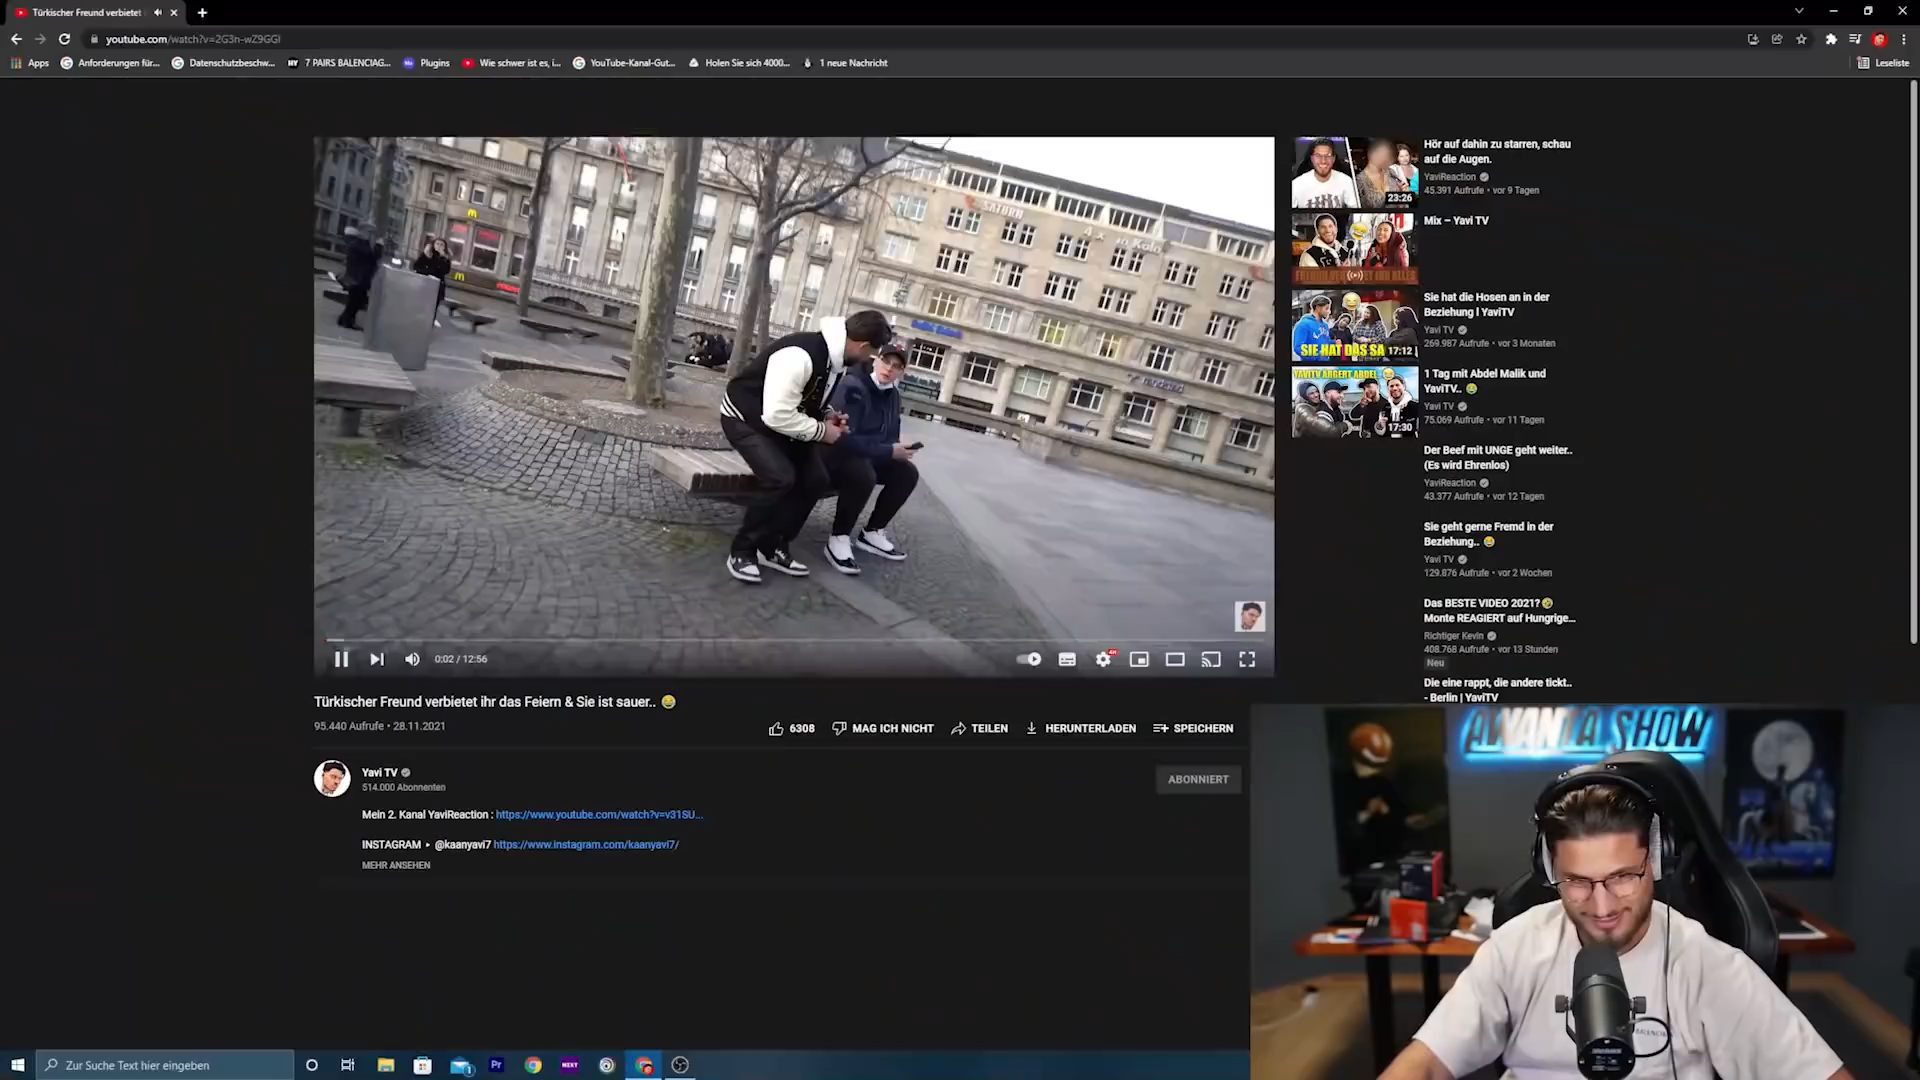 Türkischer Freund verbietet
youtube.com/watch?v=2G3n-wZ9GGI
Apps
Anforderungen für...
Datenschutzbeschw...
7 PAIRS BALENCIAG...
Plugins
Wie schwer ist es, i...
YouTube-Kanal-Gut...
Holen Sie sich 4000...
1 neue Nachricht
Leseliste
SATURN
0:02 / 12:56
Türkischer Freund verbietet ihr das Feiern & Sie ist sauer.. 😂
95.440 Aufrufe • 28.11.2021
6308
MAG ICH NICHT
TEILEN
HERUNTERLADEN
SPEICHERN
Yavi TV
514.000 Abonnenten
ABONNIERT
Mein 2. Kanal YaviReaction : https://www.youtube.com/watch?v=v31SU...
INSTAGRAM ▸ @kaanyavi7 https://www.instagram.com/kaanyavi7/
MEHR ANSEHEN
23:26
Hör auf dahin zu starren, schau
auf die Augen.
YaviReaction
45.391 Aufrufe • vor 9 Tagen
Mix – Yavi TV
SIE HAT DAS SA
17:12
Sie hat die Hosen an in der
Beziehung l YaviTV
Yavi TV
269.987 Aufrufe • vor 3 Monaten
YAVITV ÄRGERT ABDEL
17:30
1 Tag mit Abdel Malik und
YaviTV.. 😂
Yavi TV
75.069 Aufrufe • vor 11 Tagen
Der Beef mit UNGE geht weiter..
(Es wird Ehrenlos)
YaviReaction
43.377 Aufrufe • vor 12 Tagen
Sie geht gerne Fremd in der
Beziehung.. 😂
Yavi TV
129.876 Aufrufe • vor 2 Wochen
Das BESTE VIDEO 2021?🤣
Monte REAGIERT auf Hungrige...
Richtiger Kevin
408.768 Aufrufe • vor 13 Stunden
Neu
Die eine rappt, die andere tickt..
- Berlin | YaviTV
AWANTA SHOW
Zur Suche Text hier eingeben
Pr
NEXT